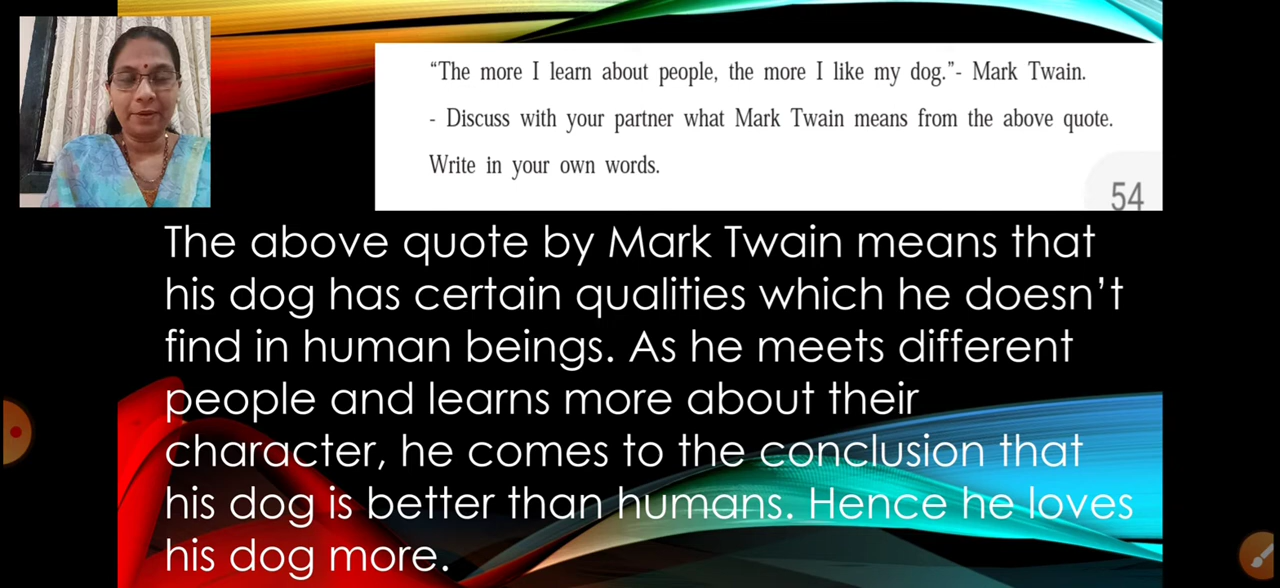 “The more I learn about people, the more I like my dog.”- Mark Twain.
- Discuss with your partner what Mark Twain means from the above quote.
Write in your own words.
54
The above quote by Mark Twain means that
his dog has certain qualities which he doesn’t
find in human beings. As he meets different
people and learns more about their
character, he comes to the conclusion that
his dog is better than humans. Hence he loves
his dog more.